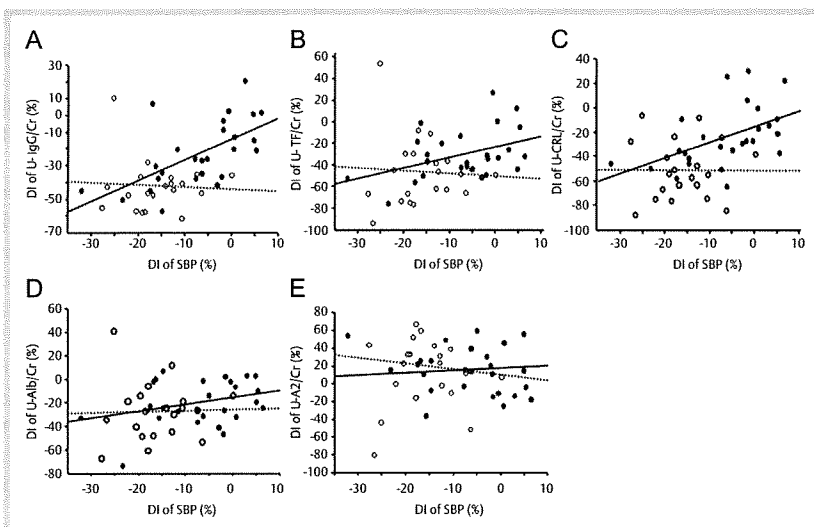 A
30
10
-10
-30
-50
-70
DI of U-IgG/Cr (%)
-30 -20 -10 0 10
DI of SBP (%)
B
60
40
20
0
-20
-40
-60
-80
-100
DI of U-TF/Cr (%)
-30 -20 -10 0 10
DI of SBP (%)
C
40
20
0
-20
-40
-60
-80
-100
DI of U-CRL/Cr (%)
-30 -20 -10 0 10
DI of SBP (%)
D
60
40
20
0
-20
-40
-60
-80
DI of U-Alb/Cr (%)
-30 -20 -10 0 10
DI of SBP (%)
E
80
60
40
20
0
-20
-40
-60
-80
-100
DI of U-A2/Cr (%)
-30 -20 -10 0 10
DI of SBP (%)